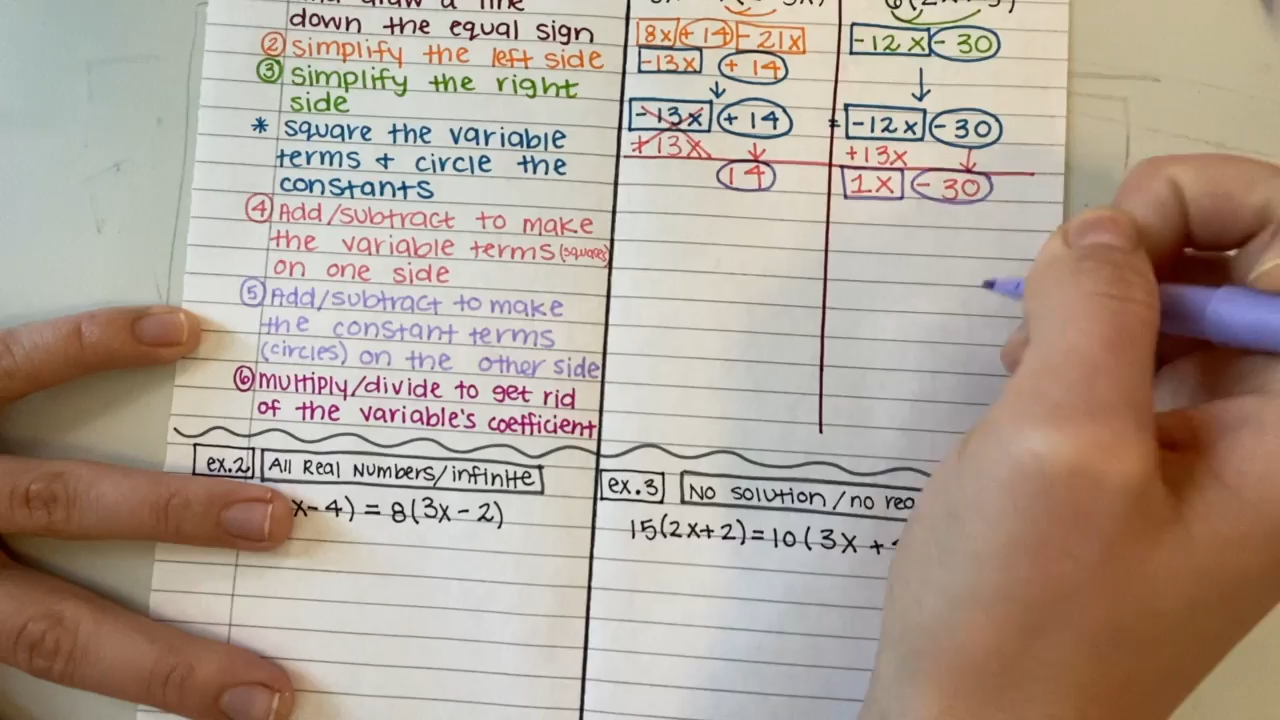 down the equal sign
② simplify the left side
③ simplify the right
side
* square the variable
terms + circle the
constants
④ Add/subtract to make
the variable terms (squares)
on one side
⑤ Add/subtract to make
the constant terms
(circles) on the other side
⑥ multiply/divide to get rid
of the variable's coefficient
8x + 14 - 21x
-13x + 14
-13x + 14
+13x
14
-12x - 30
= -12x - 30
+13x
1x - 30
ex.2 All Real Numbers/infinite
x-4) = 8(3x-2)
ex.3 No solution/no
15(2x+2)=10(3x+